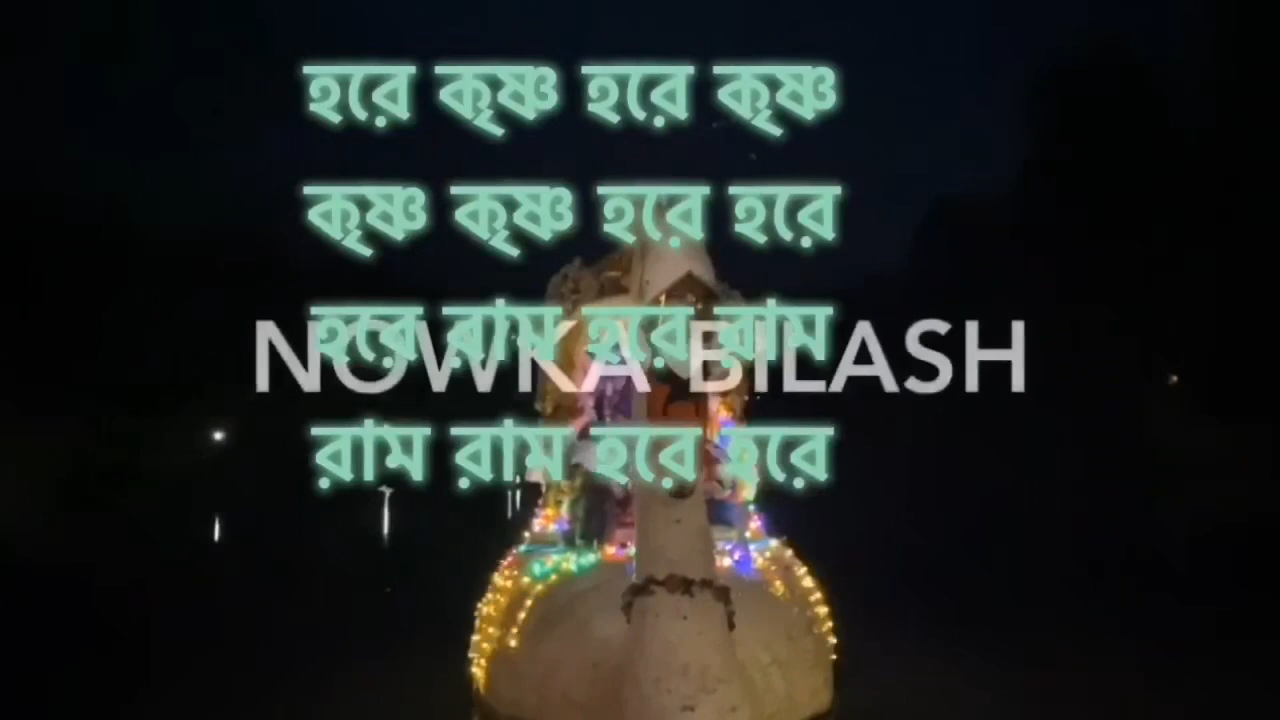 হরে কৃষ্ণ হরে কৃষ্ণ
কৃষ্ণ কৃষ্ণ হরে হরে
হরে রাম হরে রাম
NOWKA BILASH
রাম রাম হরে হরে